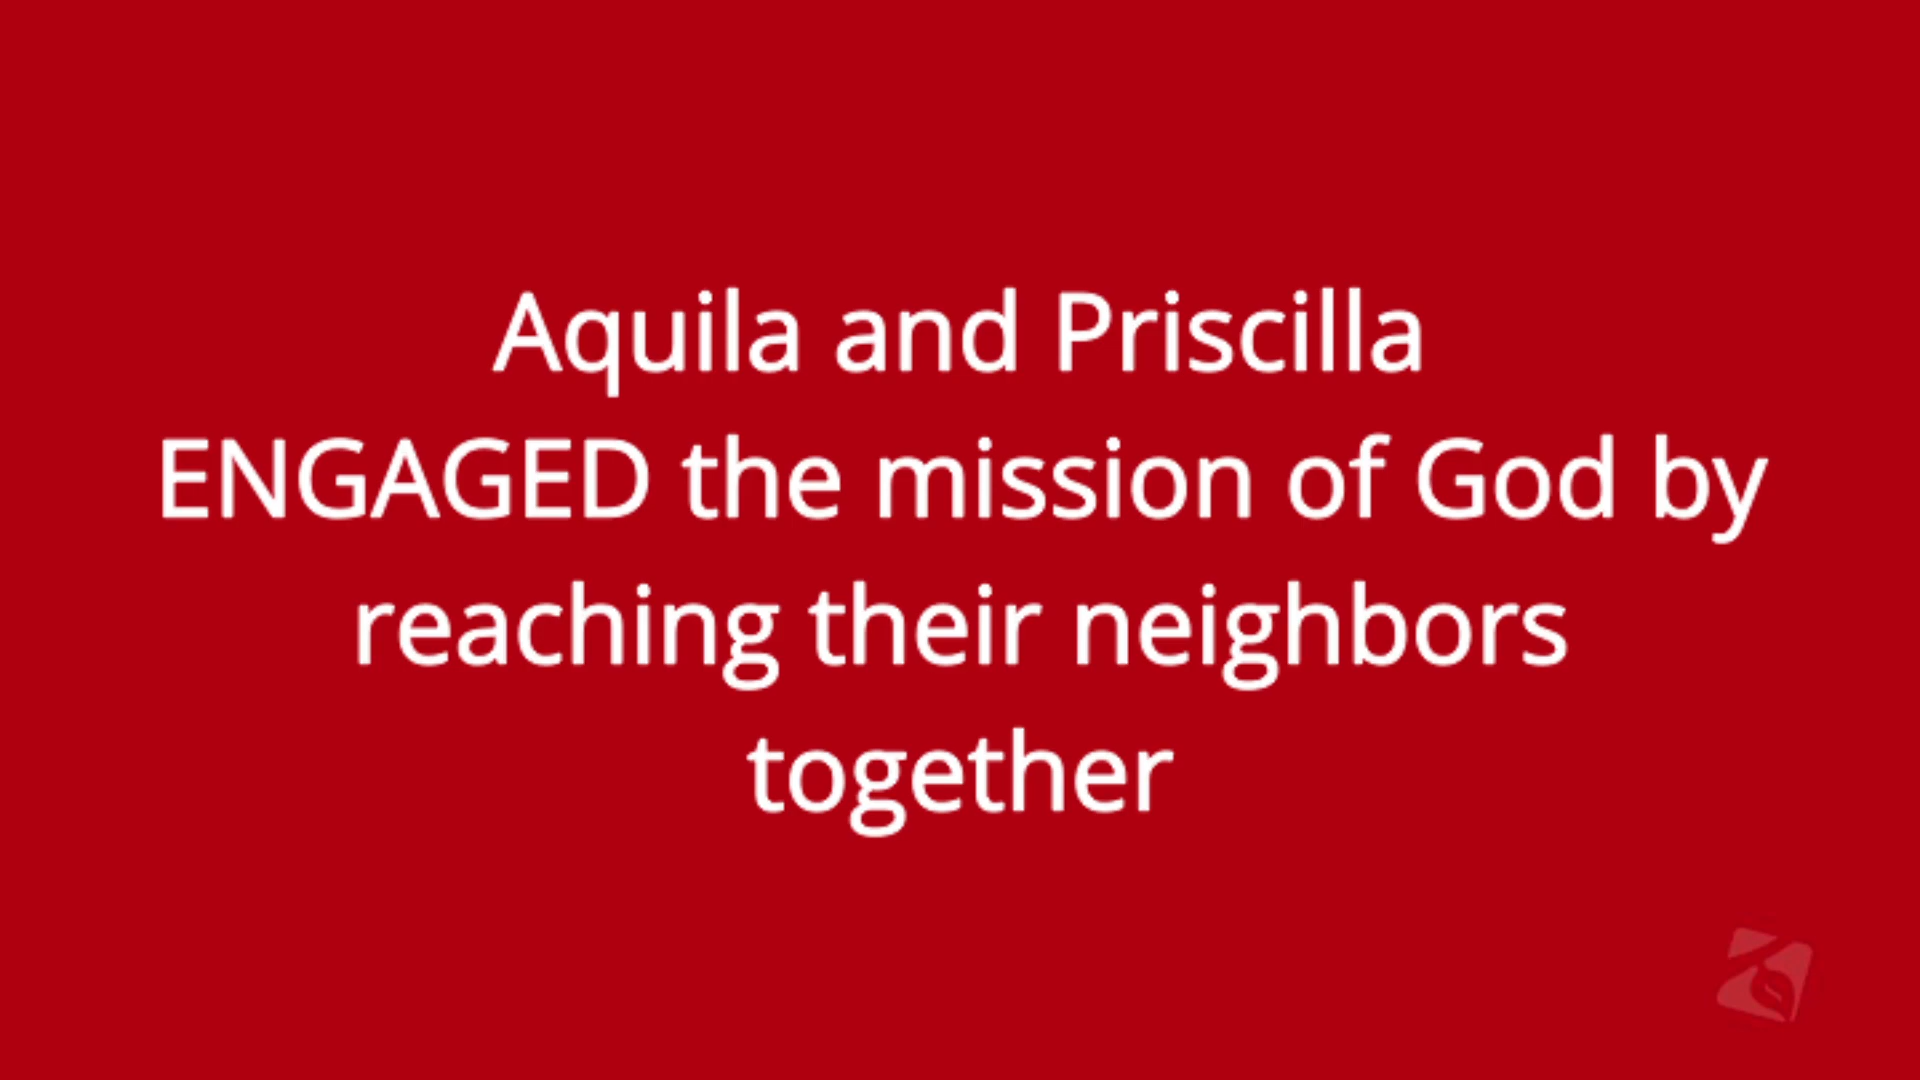 Aquila and Priscilla
ENGAGED the mission of God by
reaching their neighbors
together